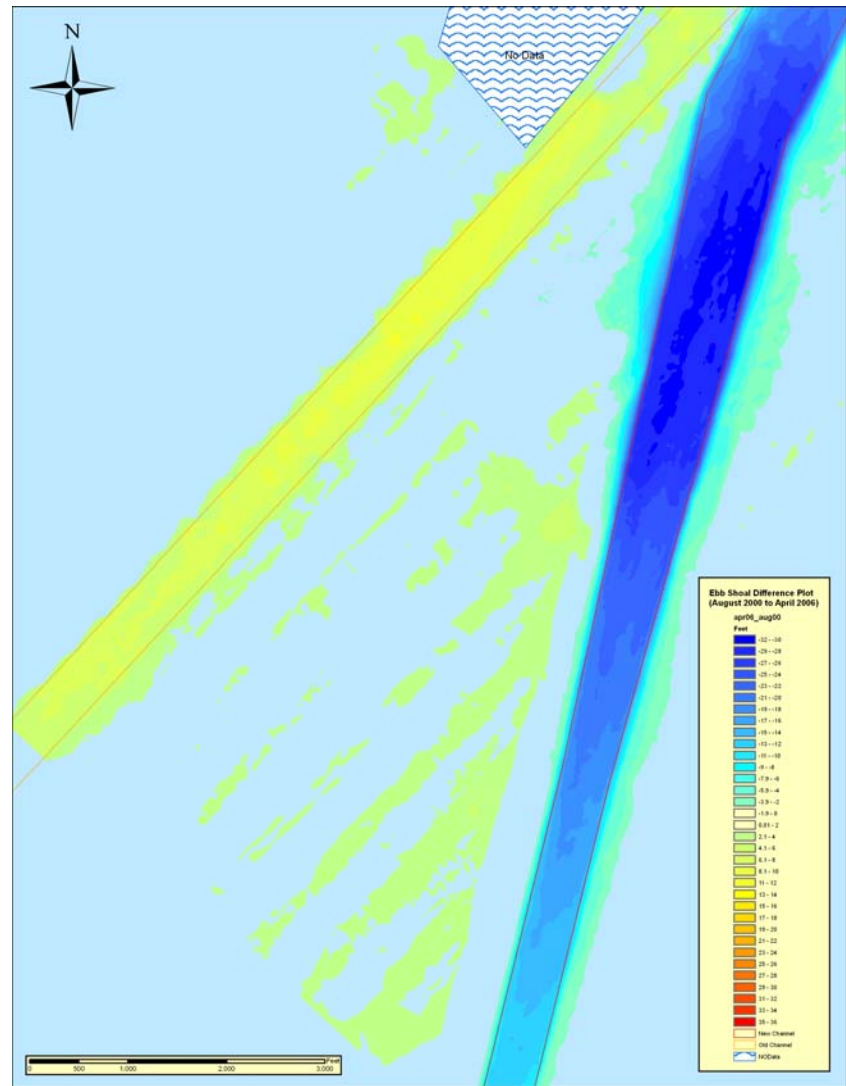 N
No Data
Ebb Shoal Difference Plot
(August 2000 to April 2006)
apr06_aug00
Feet
-32 - -30
-29 - -28
-27 - -26
-25 - -24
-23 - -22
-21 - -20
-19 - -18
-17 - -16
-15 - -14
-13 - -12
-11 - -10
-9 - -8
-7.9 - -6
-5.9 - -4
-3.9 - -2
-1.9 - 0
0.01 - 2
2.1 - 4
4.1 - 6
6.1 - 8
8.1 - 10
11 - 12
13 - 14
15 - 16
17 - 18
19 - 20
21 - 22
23 - 24
25 - 26
27 - 28
29 - 30
31 - 32
33 - 34
35 - 36
New Channel
Old Channel
NOData
Feet
0 500 1,000 2,000 3,000